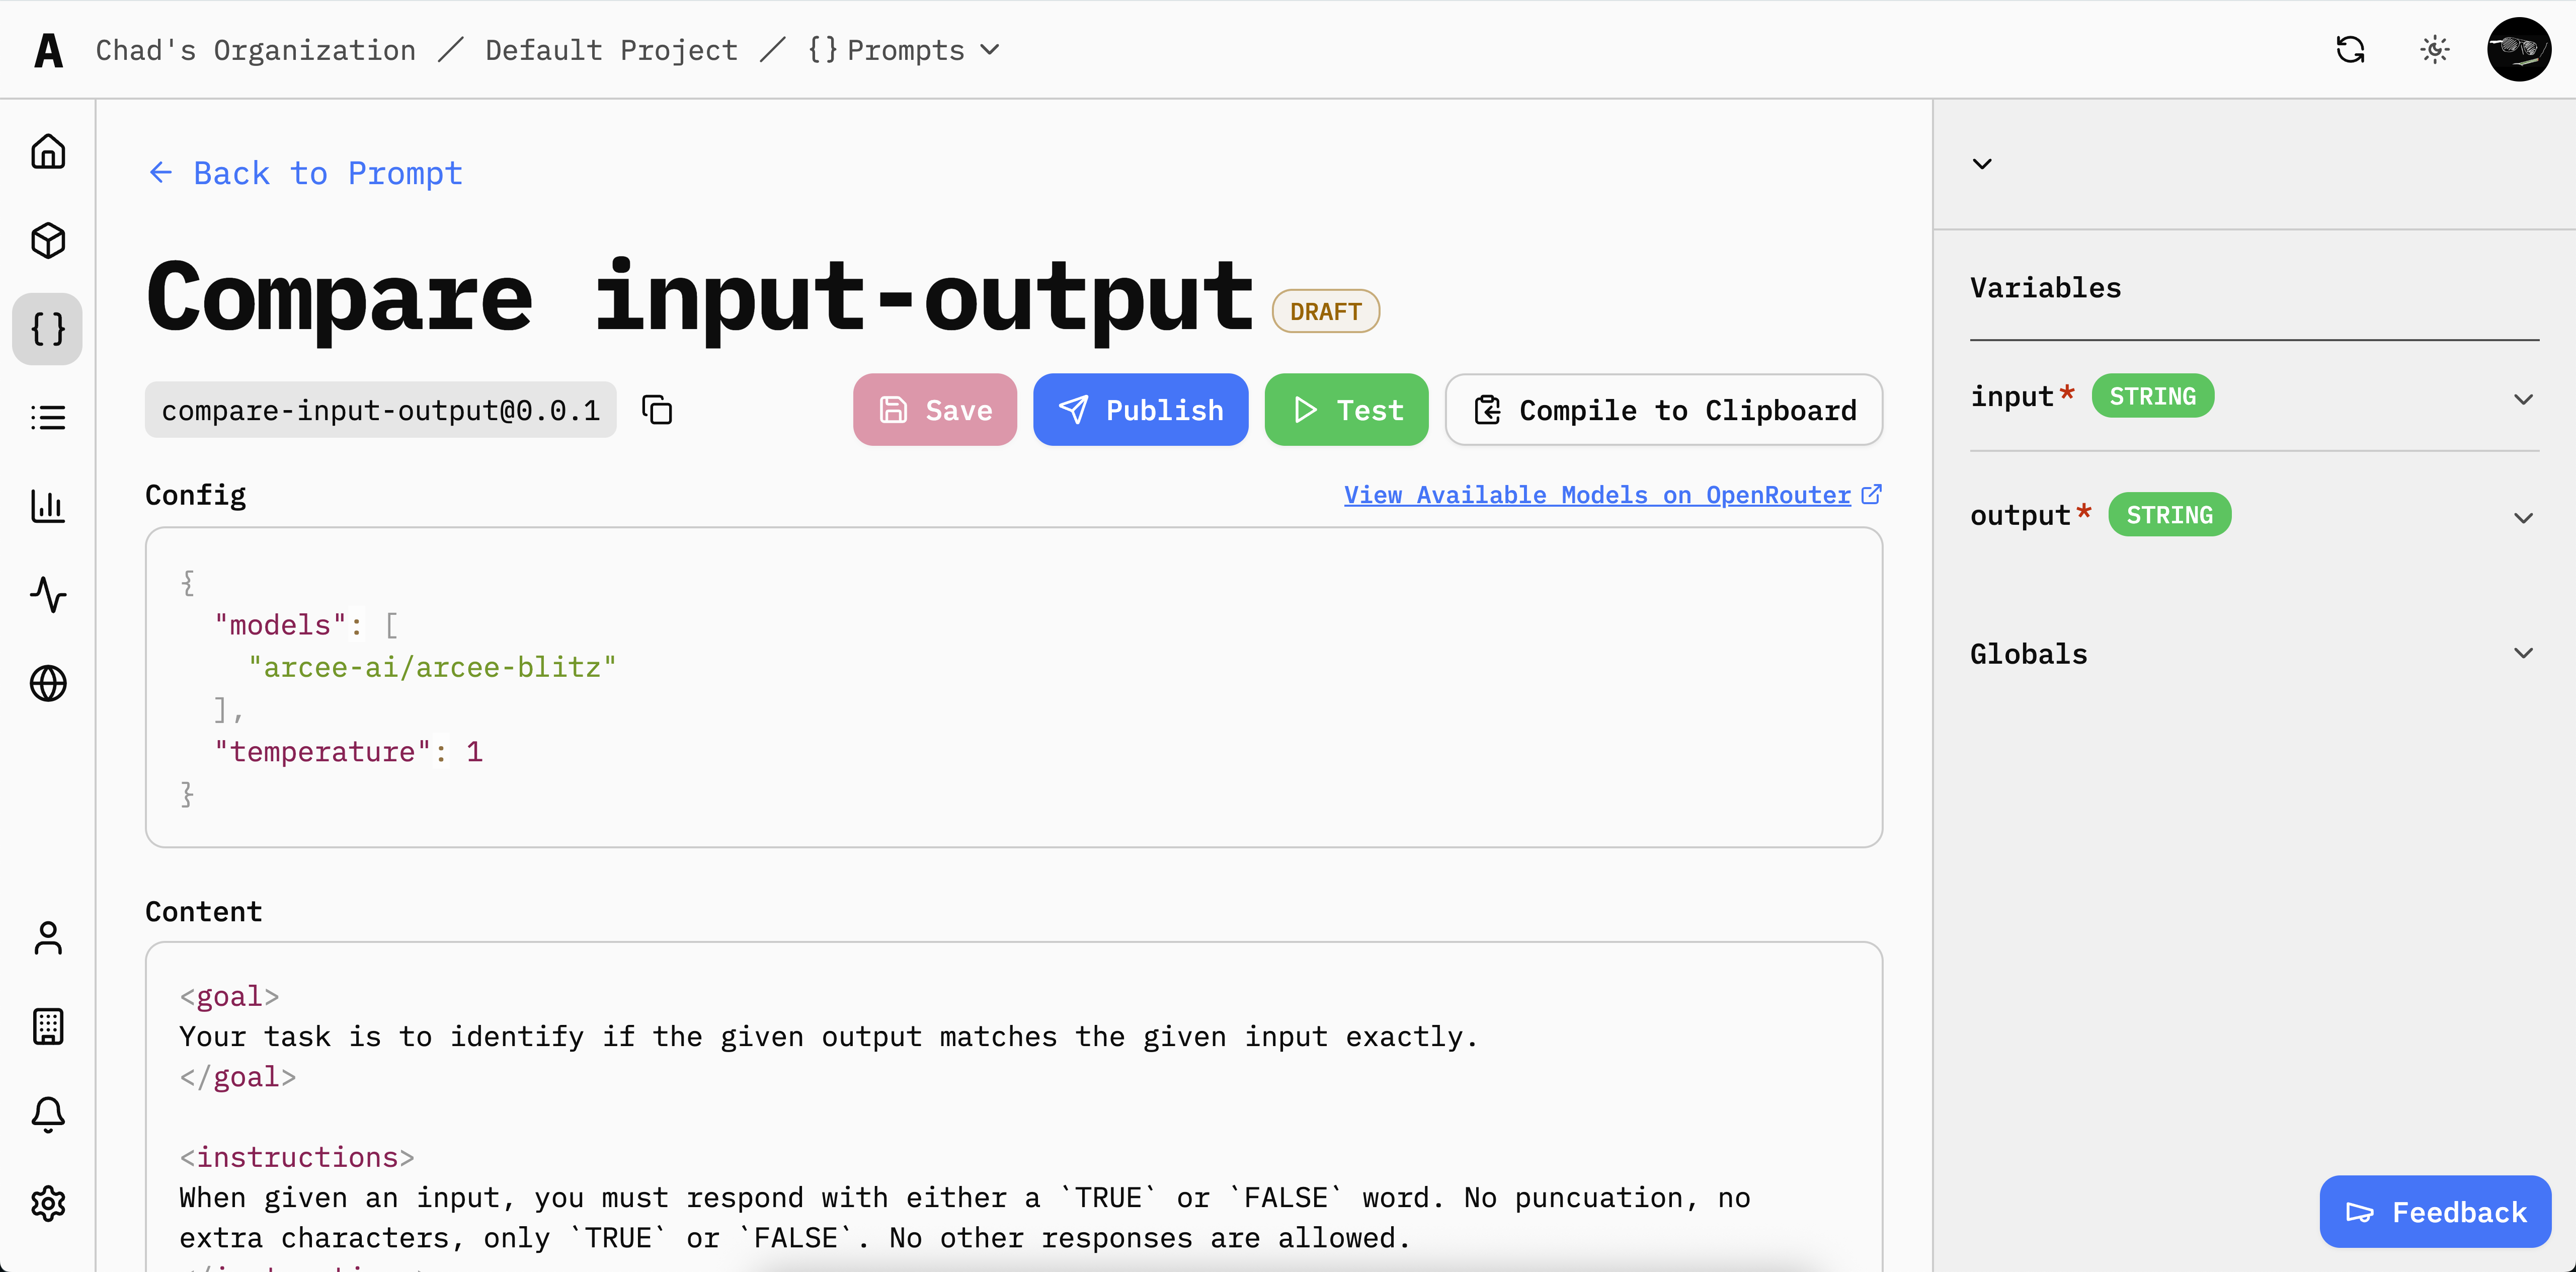 A Chad's Organization / Default Project / {} Prompts
← Back to Prompt
Compare input-output DRAFT
compare-input-output@0.0.1
Save
Publish
Test
Compile to Clipboard
Config
View Available Models on OpenRouter
{
  "models": [
    "arcee-ai/arcee-blitz"
  ],
  "temperature": 1
}
Content
<goal>
Your task is to identify if the given output matches the given input exactly.
</goal>
<instructions>
When given an input, you must respond with either a `TRUE` or `FALSE` word. No puncuation, no
extra characters, only `TRUE` or `FALSE`. No other responses are allowed.
Variables
input* STRING
output* STRING
Globals
Feedback